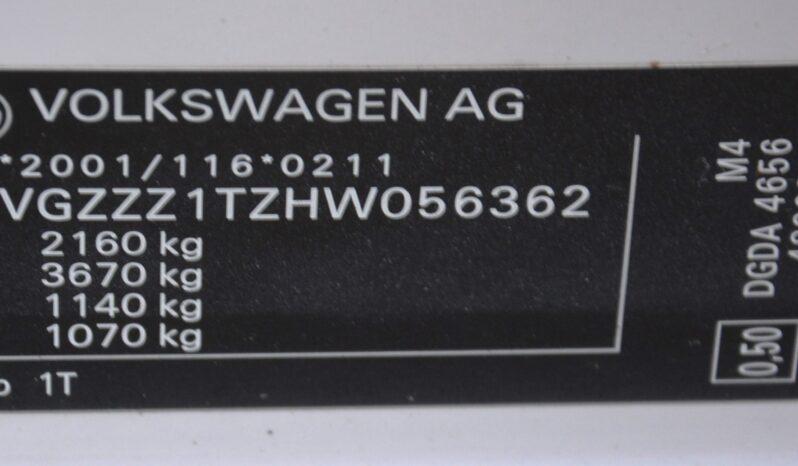 VOLKSWAGEN AG
*2001/116*0211
VGZZZ1TZHW056362
2160 kg
3670 kg
1140 kg
1070 kg
1T
M4
DGDA 4656
0,50